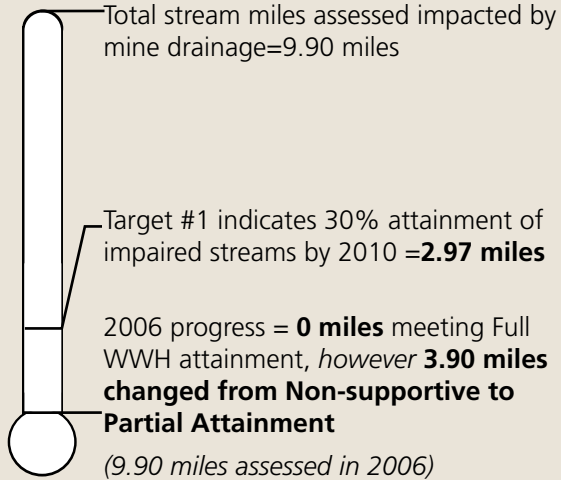 Total stream miles assessed impacted by
mine drainage=9.90 miles
Target #1 indicates 30% attainment of
impaired streams by 2010 =2.97 miles
2006 progress = 0 miles meeting Full
WWH attainment, however 3.90 miles
changed from Non-supportive to
Partial Attainment
(9.90 miles assessed in 2006)